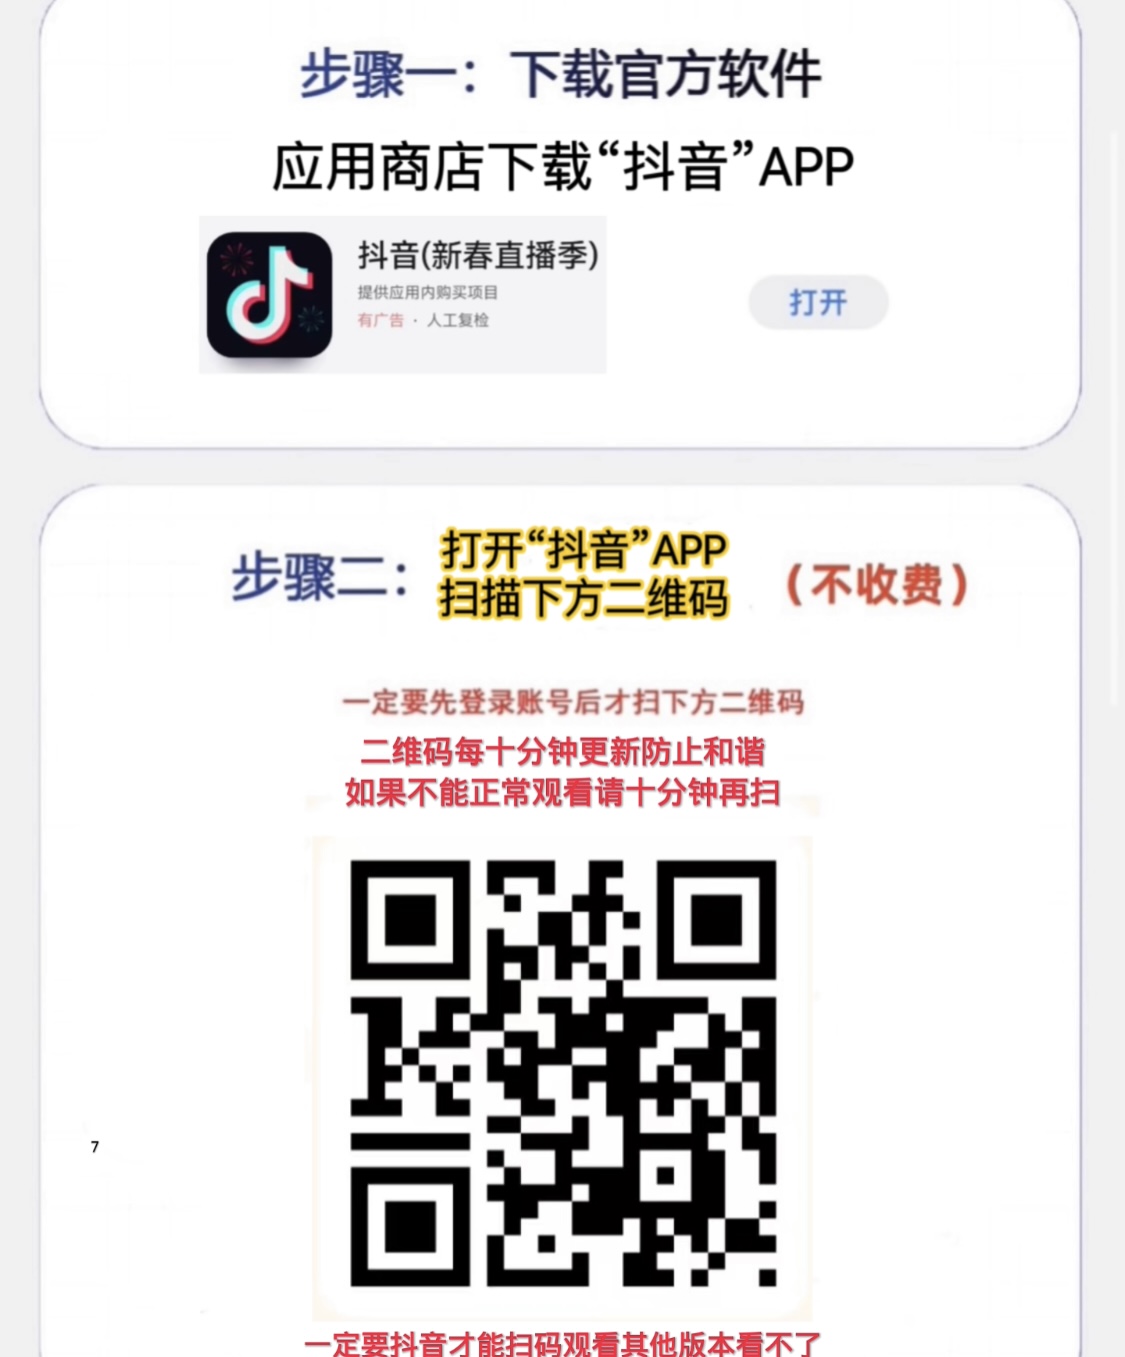 步骤一：下载官方软件
应用商店下载“抖音”APP
抖音(新春直播季)
提供应用内购买项目
有广告 · 人工复检
打开
步骤二：
打开“抖音”APP
扫描下方二维码
（不收费）
一定要先登录账号后才扫下方二维码
二维码每十分钟更新防止和谐
如果不能正常观看请十分钟再扫
7
一定要抖音才能扫码观看其他版本看不了